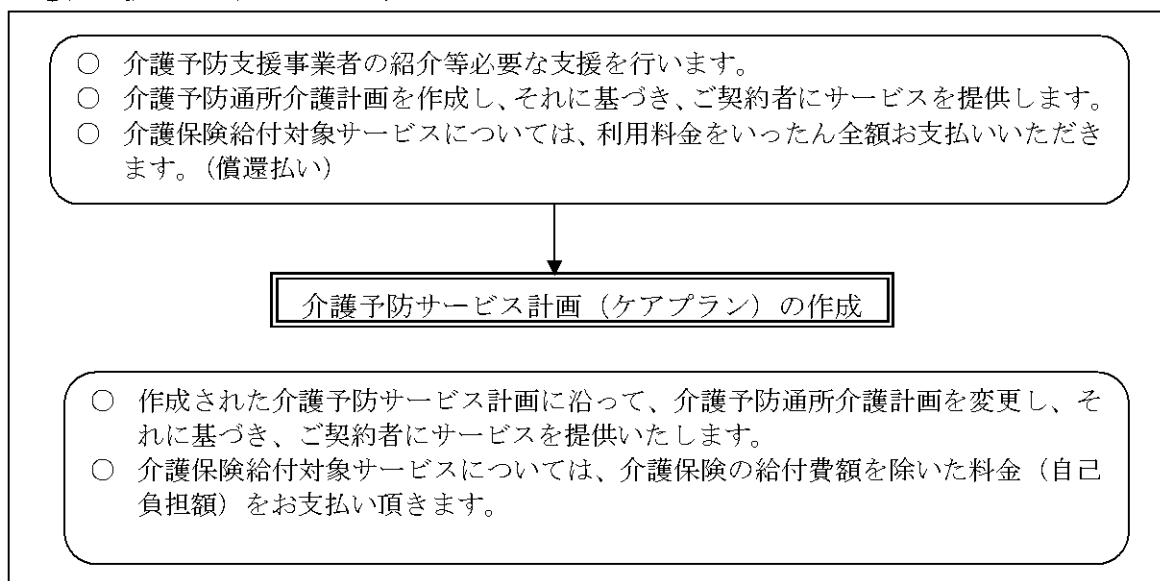 ○ 介護予防支援事業者の紹介等必要な支援を行います。
○ 介護予防通所介護計画を作成し、それに基づき、ご契約者にサービスを提供します。
○ 介護保険給付対象サービスについては、利用料金をいったん全額お支払いいただき
ます。（償還払い）
介護予防サービス計画（ケアプラン）の作成
○ 作成された介護予防サービス計画に沿って、介護予防通所介護計画を変更し、そ
れに基づき、ご契約者にサービスを提供いたします。
○ 介護保険給付対象サービスについては、介護保険の給付費額を除いた料金（自己
負担額）をお支払い頂きます。